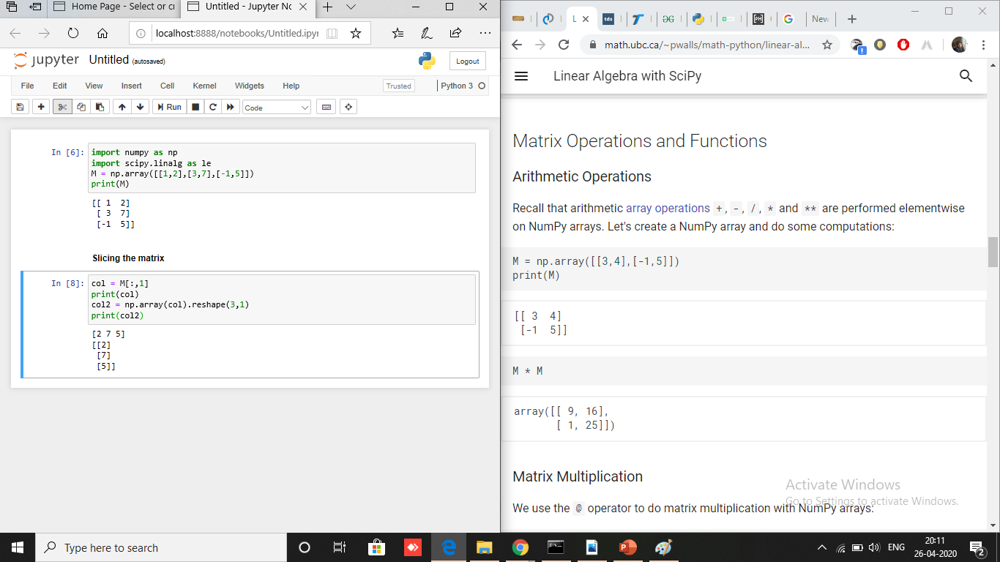 Home Page - Select or cr
Untitled - Jupyter Nc
localhost:8888/notebooks/Untitled.ipyr
jupyter Untitled (autosaved)
Logout
File Edit View Insert Cell Kernel Widgets Help
Trusted
Python 3
Run
Code
In [6]:
import numpy as np
import scipy.linalg as le
M = np.array([[1,2],[3,7],[-1,5]])
print(M)
[[ 1  2]
 [ 3  7]
 [-1  5]]
Slicing the matrix
In [8]:
col = M[:,1]
print(col)
col2 = np.array(col).reshape(3,1)
print(col2)
[2 7 5]
[[2]
 [7]
 [5]]
L
tds
T
GG
[PH]
G
New
math.ubc.ca/~pwalls/math-python/linear-al...
Linear Algebra with SciPy
Matrix Operations and Functions
Arithmetic Operations
Recall that arithmetic array operations +, -, /, * and ** are performed elementwise
on NumPy arrays. Let's create a NumPy array and do some computations:
M = np.array([[3,4],[-1,5]])
print(M)
[[ 3  4]
 [-1  5]]
M * M
array([[ 9, 16],
       [ 1, 25]])
Matrix Multiplication
We use the @ operator to do matrix multiplication with NumPy arrays:
Activate Windows
Go to Settings to activate Windows.
Type here to search
ENG
20:11
26-04-2020
2